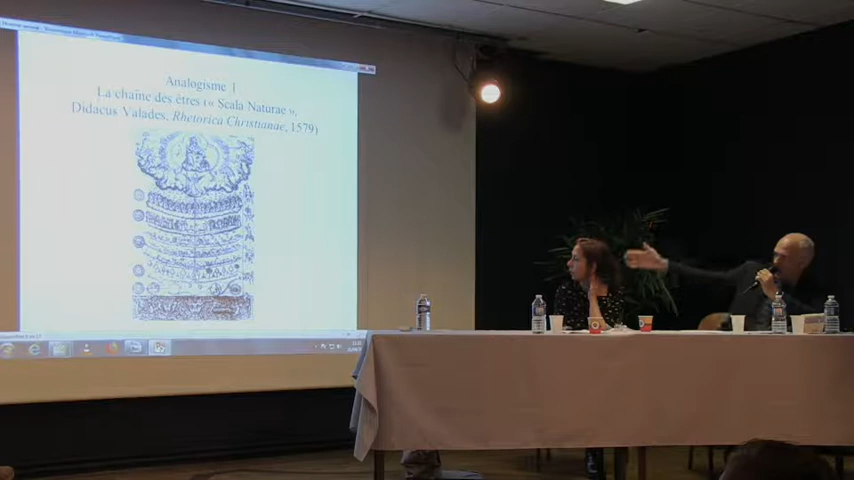 Analogisme 1
La chaîne des êtres (« Scala Naturae »,
Didacus Valades, Rhetorica Christianae, 1579)